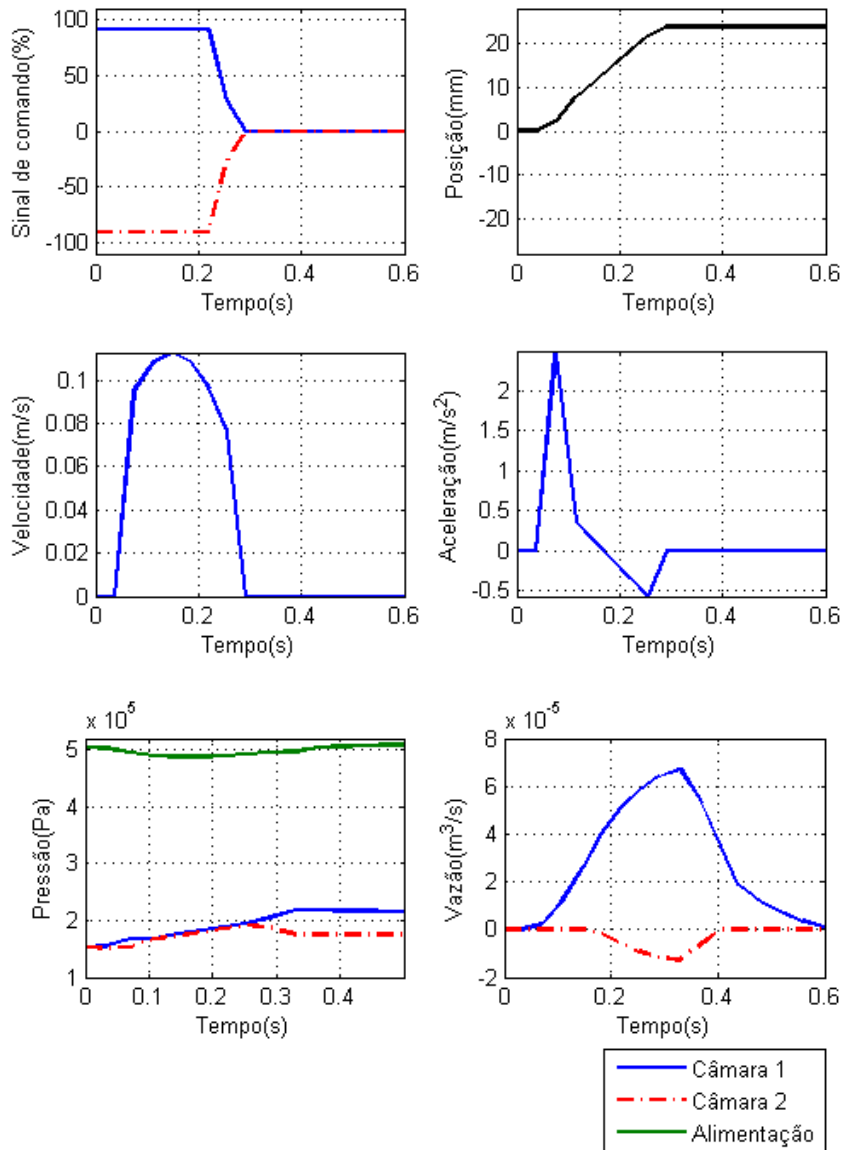 Sinal de comando(%)
100
50
0
-50
-100
0 0.2 0.4 0.6
Tempo(s)
Posição(mm)
20
10
0
-10
-20
0 0.2 0.4 0.6
Tempo(s)
Velocidade(m/s)
0.1
0.08
0.06
0.04
0.02
0
0 0.2 0.4 0.6
Tempo(s)
Aceleração(m/s²)
2
1.5
1
0.5
0
-0.5
0 0.2 0.4 0.6
Tempo(s)
x 10⁵
Pressão(Pa)
5
4
3
2
1
0 0.1 0.2 0.3 0.4
Tempo(s)
x 10⁻⁵
Vazão(m³/s)
8
6
4
2
0
-2
0 0.2 0.4 0.6
Tempo(s)
Câmara 1
Câmara 2
Alimentação